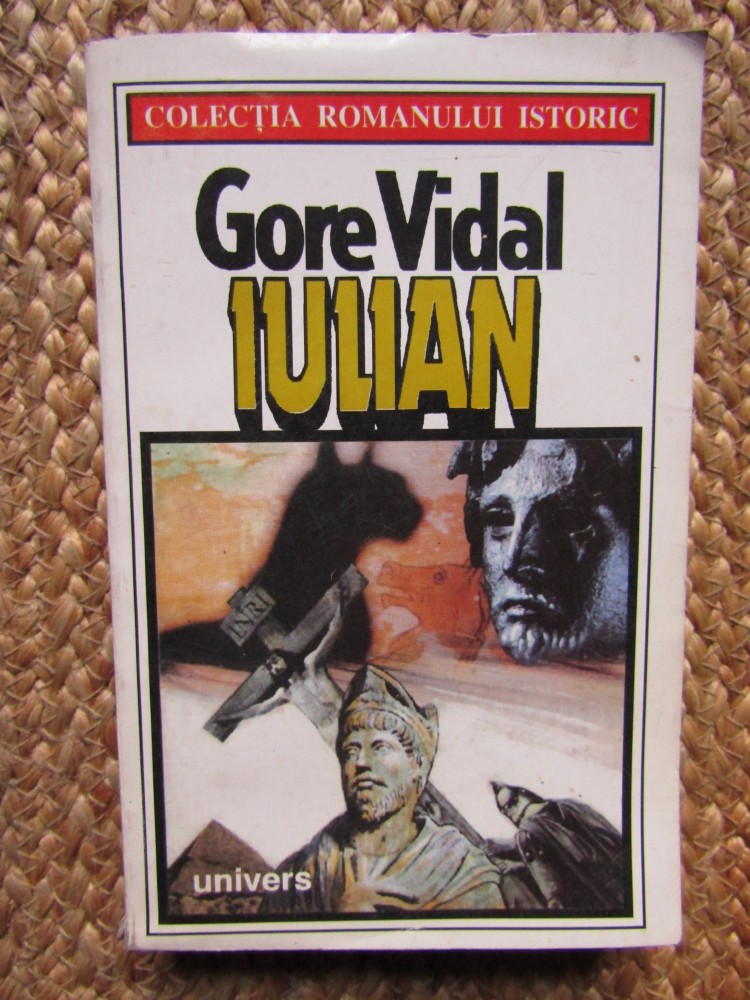 COLECȚIA ROMANULUI ISTORIC
Gore Vidal
IULIAN
INRI
univers